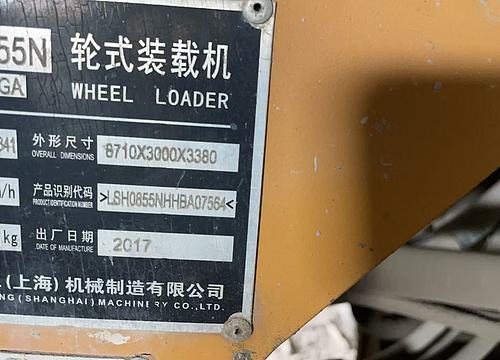 55N 轮式装载机
GA WHEEL LOADER
841 外形尺寸 8710X3000X3380
OVERALL DIMENSIONS
/h 产品识别代码 >LSH0855NHHBA07564<
PRODUCT IDENTIFICATION NUMBER
kg 出厂日期 2017
DATE OF MANUFACTURE
(上海)机械制造有限公司
NG (SHANGHAI) MACHINERY CO.,LTD.